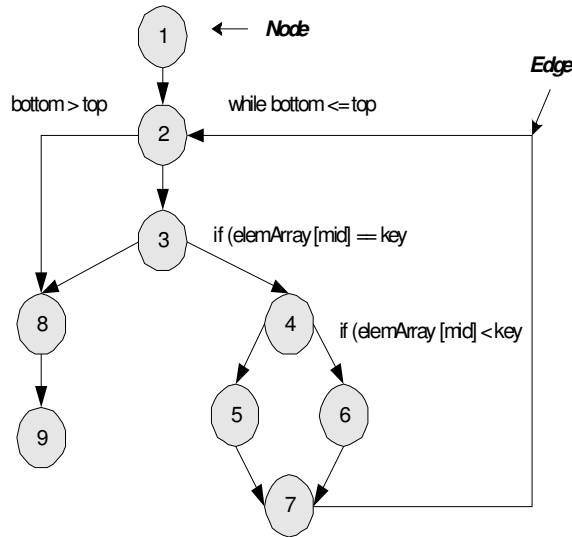 1
Node
Edge
bottom > top
while bottom <= top
2
3
if (elemArray [mid] == key
8
4
if (elemArray [mid] < key
5
6
9
7